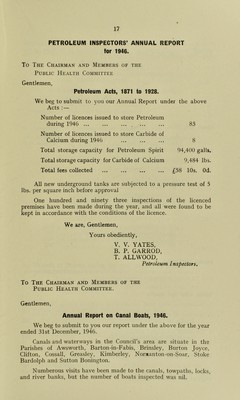 17
PETROLEUM INSPECTORS' ANNUAL REPORT
for 1946.
To The Chairman and Members of the
Public Health Committee
Gentlemen,
Petroleum Acts, 1871 to 1928.
We beg to submit to you our Annual Report under the above
Acts :—
Number of licences issued to store Petroleum
during 1946 ... ... ... ... ... 83
Number of licences issued to store Carbide of
Calcium during 1946 ... ... ... ... 8
Total storage capacity for Petroleum Spirit 94,400 galls.
Total storage capacity for Carbide of Calcium 9,484 lbs.
Total fees collected ... ... ... ... £58 10s. 0d.
All new underground tanks are subjected to a pressure test of 5
lbs. per square inch before approval
One hundred and ninety three inspections of the licenced
premises have been made during the year, and all were found to be
kept in accordance with the conditions of the licence.
We are, Gentlemen,
Yours obediently,
V. V. YATES,
B. P. GARROD,
T. ALLWOOD,
Petroleum Inspectors.
To The Chairman and Members of the
Public Health Committee.
Gentlemen,
Annual Report on Canal Boats, 1946.
We beg to submit to you our report under the above for the year
ended 31st December, 1946.
Canals and waterways in the Council's area are situate in the
Parishes of Awsworth, Barton-in-Fabis, Brinsley, Burton Joyce,
Clifton, Cossall, Greasley, Kimberley, Normanton-on-Soar, Stoke
Bardolph and Sutton Bonington.
Numerous visits have been made to the canals, towpaths, locks,
and river banks, but the number of boats inspected was nil.